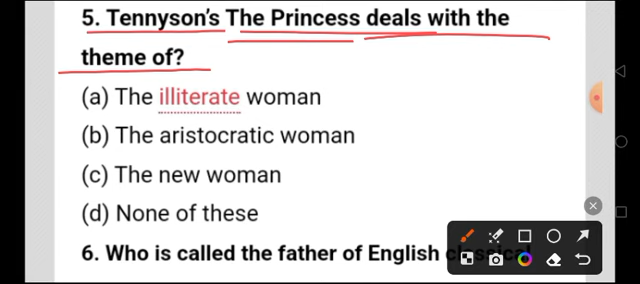 5. Tennyson's The Princess deals with the
theme of?
(a) The illiterate woman
(b) The aristocratic woman
(c) The new woman
(d) None of these
6. Who is called the father of English classical